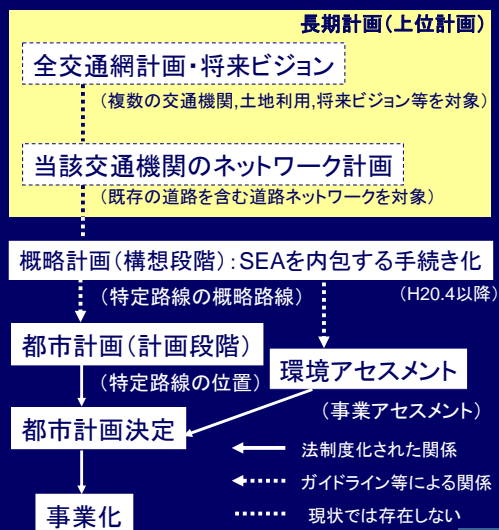 長期計画(上位計画)
全交通網計画・将来ビジョン
(複数の交通機関,土地利用,将来ビジョン等を対象)
当該交通機関のネットワーク計画
(既存の道路を含む道路ネットワークを対象)
概略計画(構想段階):SEAを内包する手続き化
(特定路線の概略路線)
(H20.4以降)
都市計画(計画段階)
環境アセスメント
(特定路線の位置)
(事業アセスメント)
都市計画決定
法制度化された関係
ガイドライン等による関係
事業化
現状では存在しない